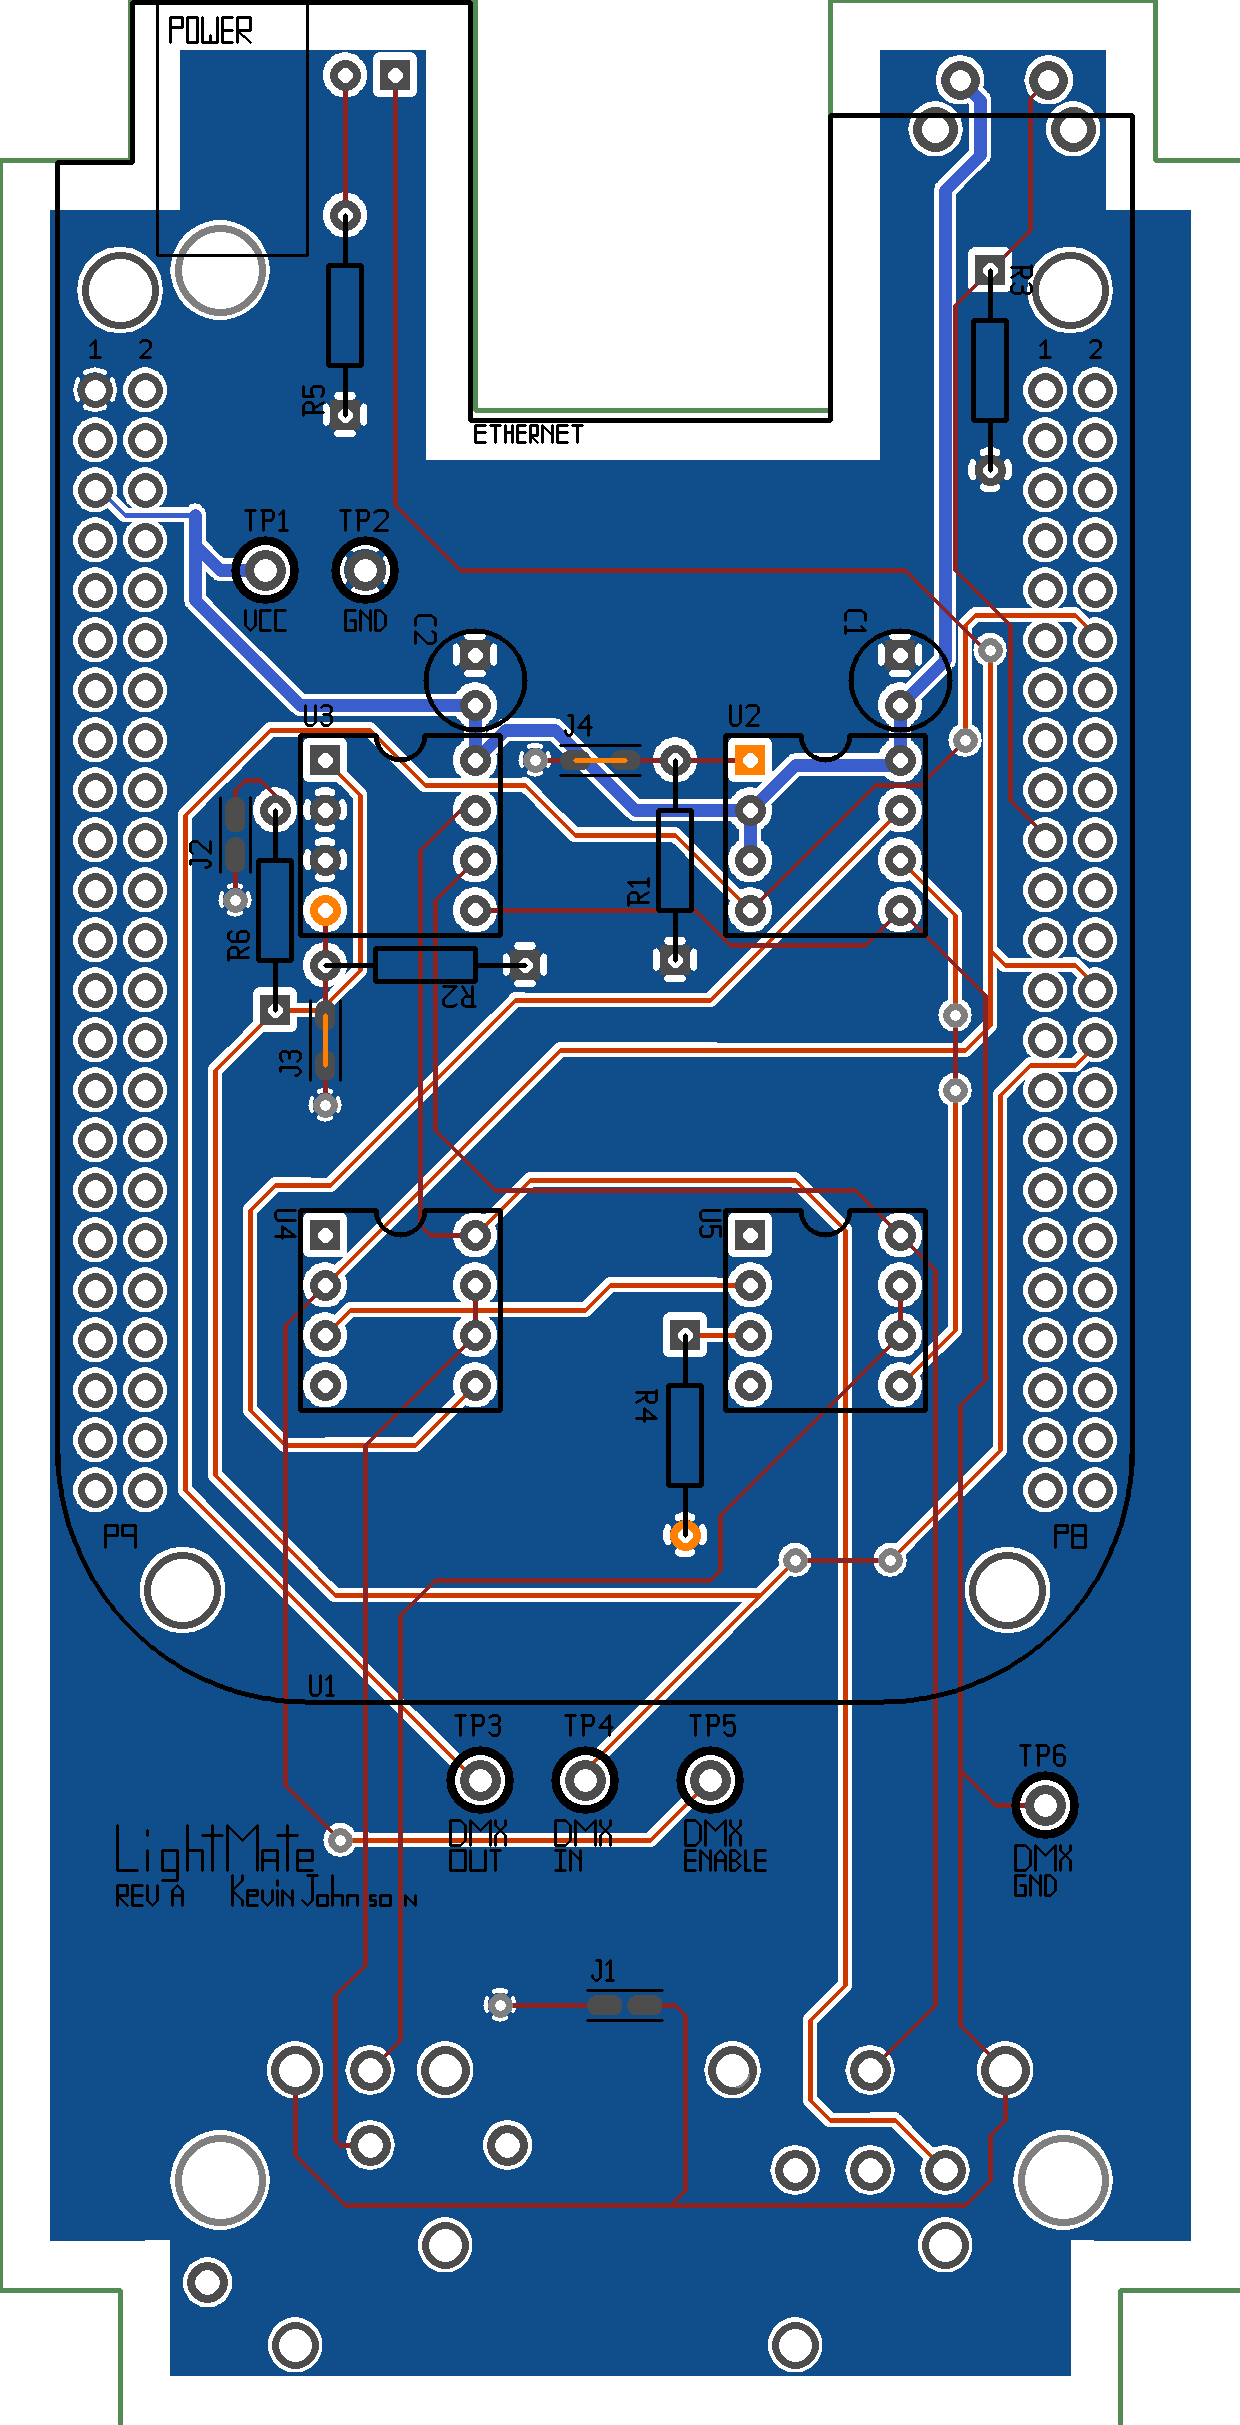 POWER
R3
1 2
1 2
R5
ETHERNET
TP1 TP2
VCC GND
C2
C1
U3
J4
U2
J2
R1
R6
R2
J3
U4
U5
R4
P9
P8
U1
TP3 TP4 TP5
TP6
DMX OUT
DMX IN
DMX ENABLE
DMX GND
LightMate
REV A Kevin Johnson
J1